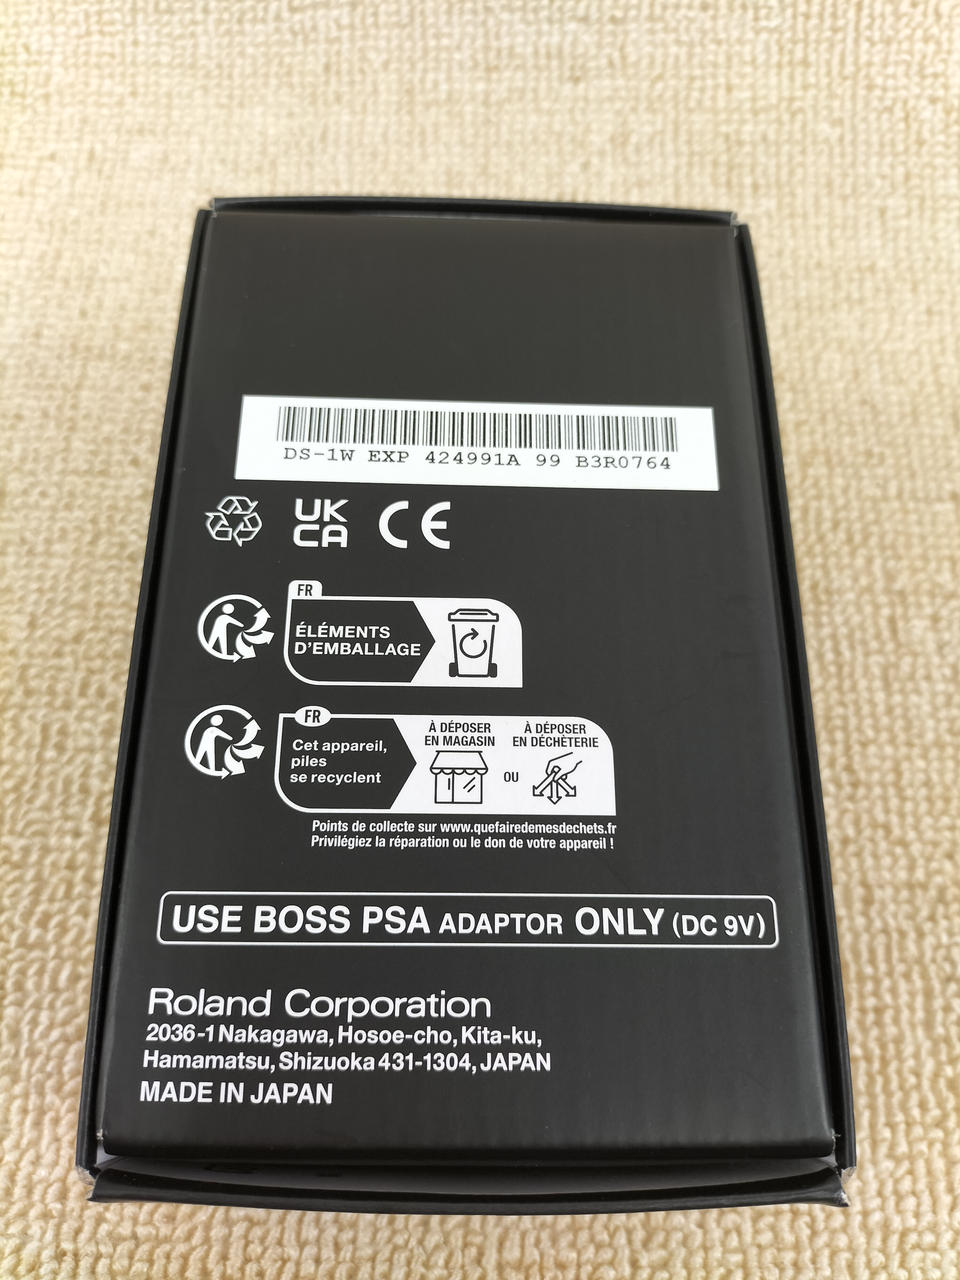 DS-1W EXP 424991A 99 B3R0764
UK
CA
CE
FR
ÉLÉMENTS
D'EMBALLAGE
FR
Cet appareil,
piles
se recyclent
À DÉPOSER
EN MAGASIN
OU
À DÉPOSER
EN DÉCHÈTERIE
Points de collecte sur www.quefairedemesdechets.fr
Privilégiez la réparation ou le don de votre appareil !
USE BOSS PSA ADAPTOR ONLY (DC 9V)
Roland Corporation
2036-1 Nakagawa, Hosoe-cho, Kita-ku,
Hamamatsu, Shizuoka 431-1304, JAPAN
MADE IN JAPAN